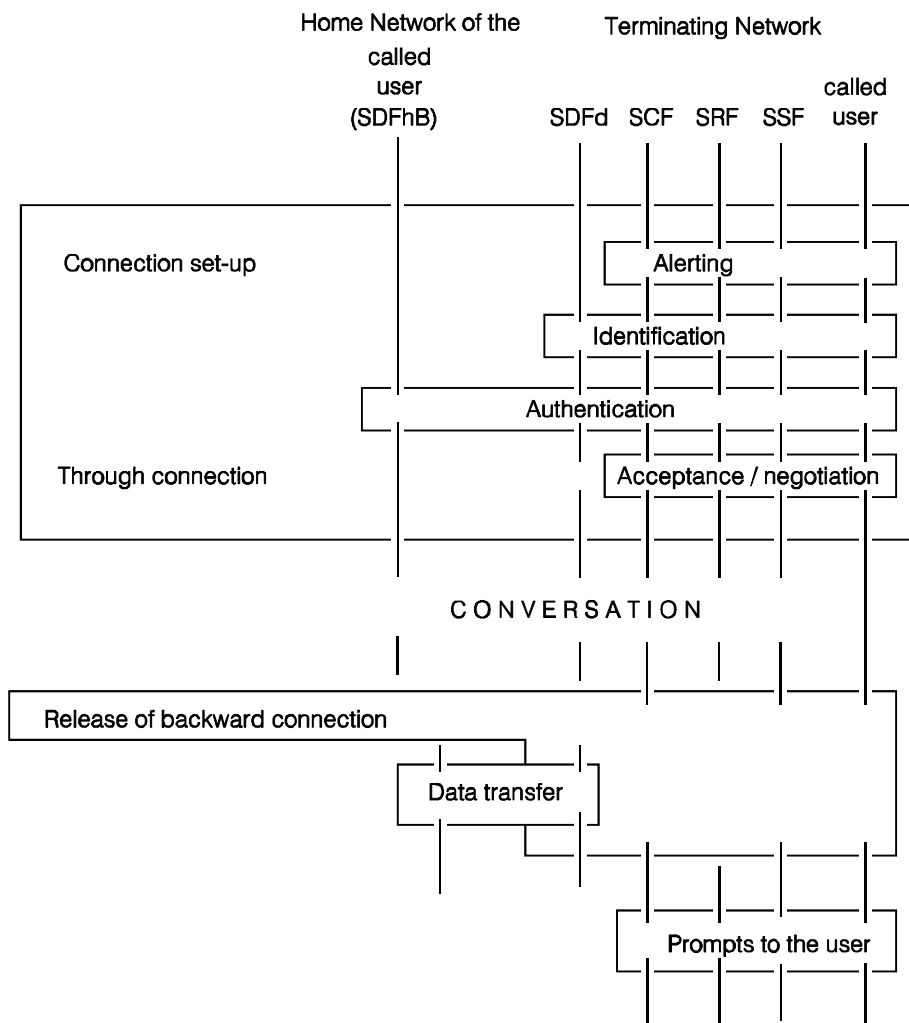 Home Network of the
called
user
(SDFhB)
Terminating Network
SDFd SCF SRF SSF
called
user
Connection set-up
Alerting
Identification
Authentication
Through connection
Acceptance / negotiation
CONVERSATION
Release of backward connection
Data transfer
Prompts to the user